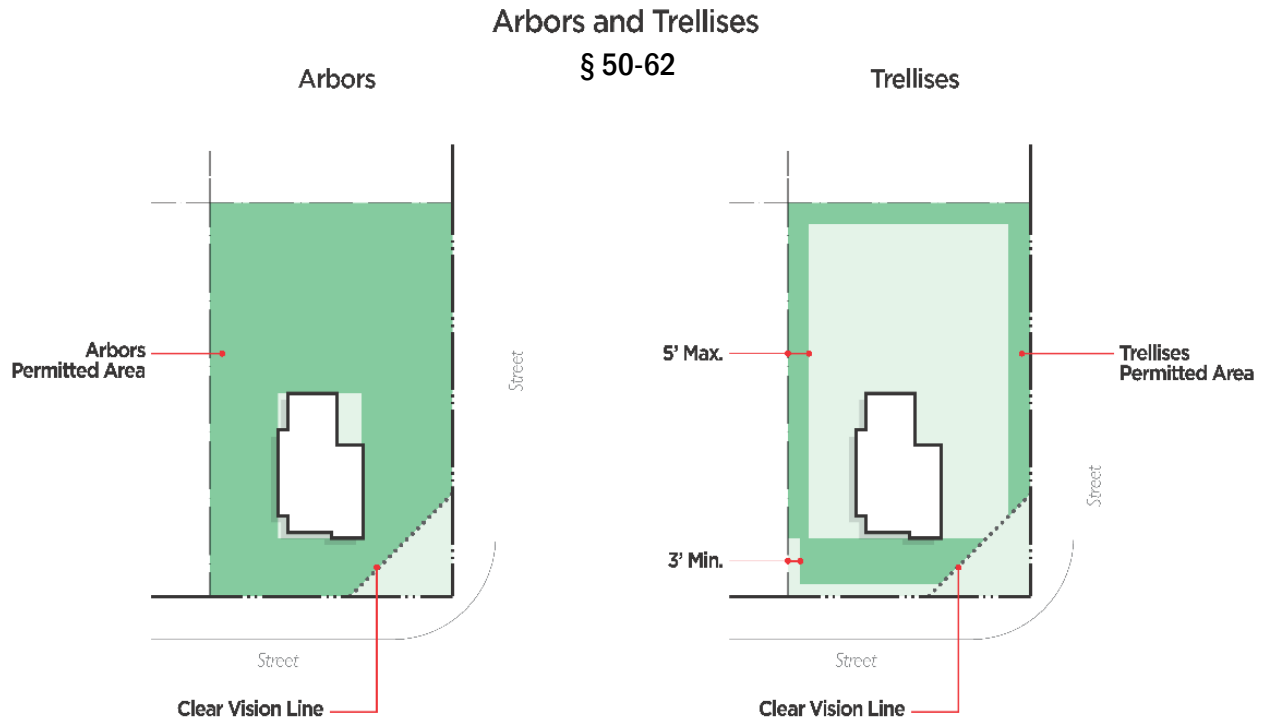 Arbors and Trellises
§ 50-62
Arbors
Trellises
Arbors
Permitted Area
Street
Street
Clear Vision Line
5' Max.
Trellises
Permitted Area
Street
3' Min.
Street
Clear Vision Line